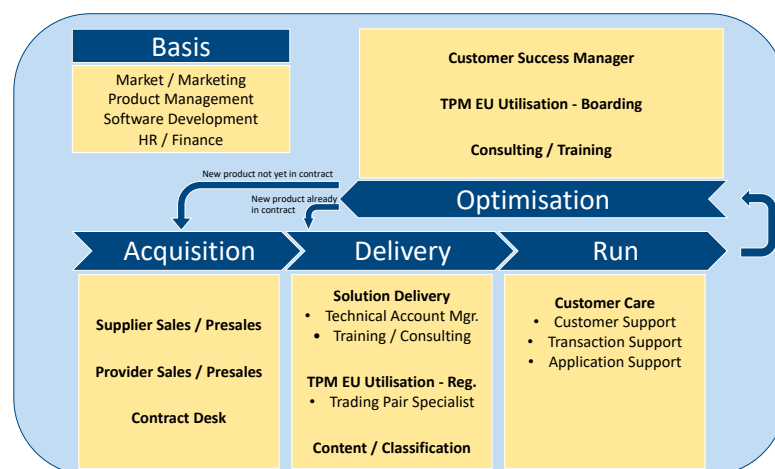 Basis
Market / Marketing
Product Management
Software Development
HR / Finance
Customer Success Manager
TPM EU Utilisation - Boarding
Consulting / Training
New product not yet in contract
New product already
in contract
Optimisation
Acquisition
Delivery
Run
Supplier Sales / Presales
Provider Sales / Presales
Contract Desk
Solution Delivery
• Technical Account Mgr.
• Training / Consulting
TPM EU Utilisation - Reg.
• Trading Pair Specialist
Content / Classification
Customer Care
• Customer Support
• Transaction Support
• Application Support